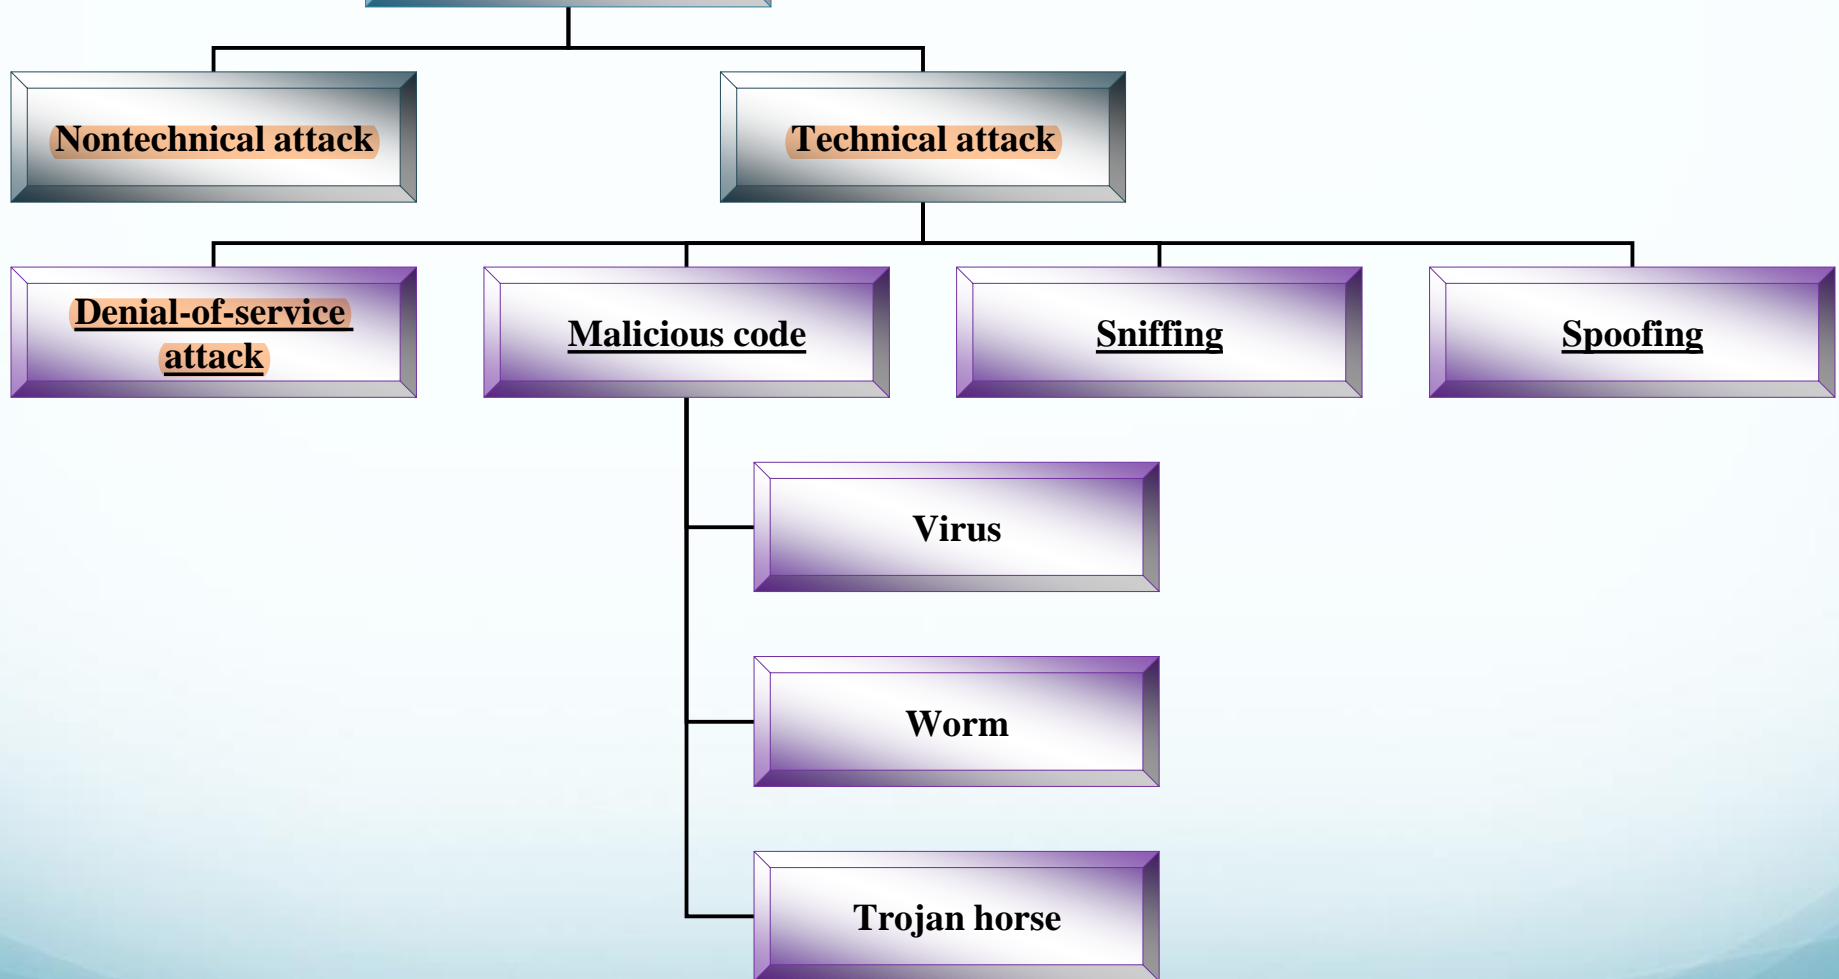 Nontechnical attack
Technical attack
Denial-of-service
attack
Malicious code
Sniffing
Spoofing
Virus
Worm
Trojan horse